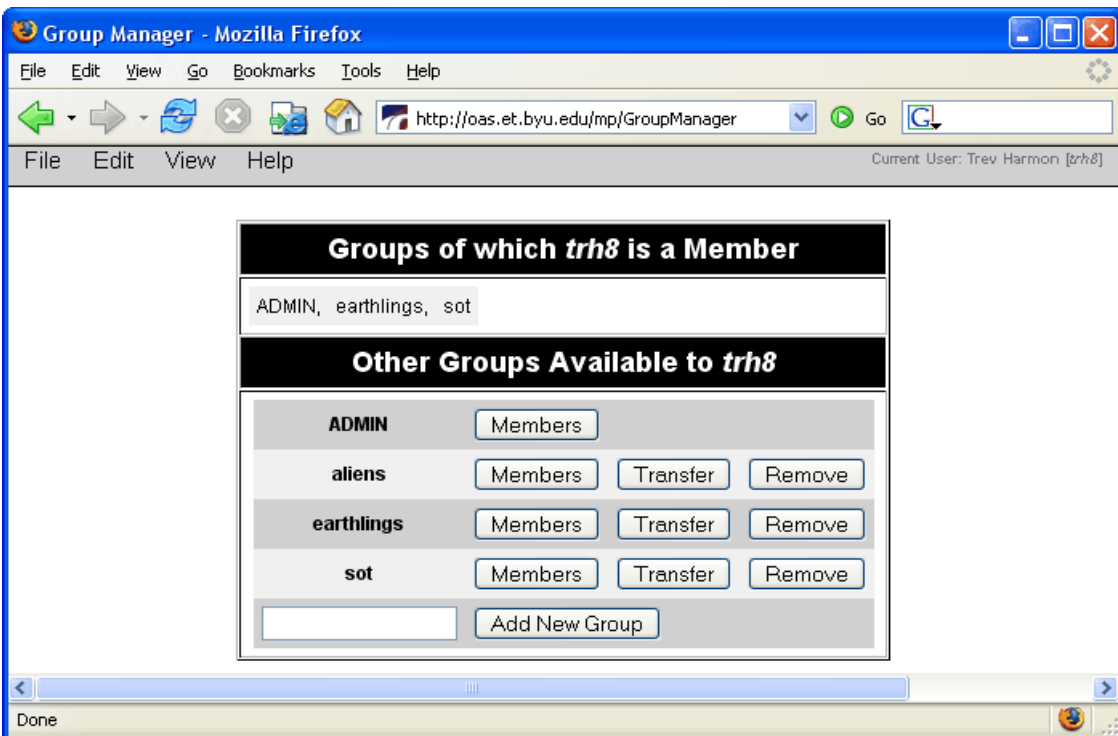 Group Manager - Mozilla Firefox
File Edit View Go Bookmarks Tools Help
http://oas.et.byu.edu/mp/GroupManager Go G
File Edit View Help Current User: Trev Harmon [trh8]
Groups of which trh8 is a Member
ADMIN, earthlings, sot
Other Groups Available to trh8
ADMIN Members
aliens Members Transfer Remove
earthlings Members Transfer Remove
sot Members Transfer Remove
Add New Group
Done